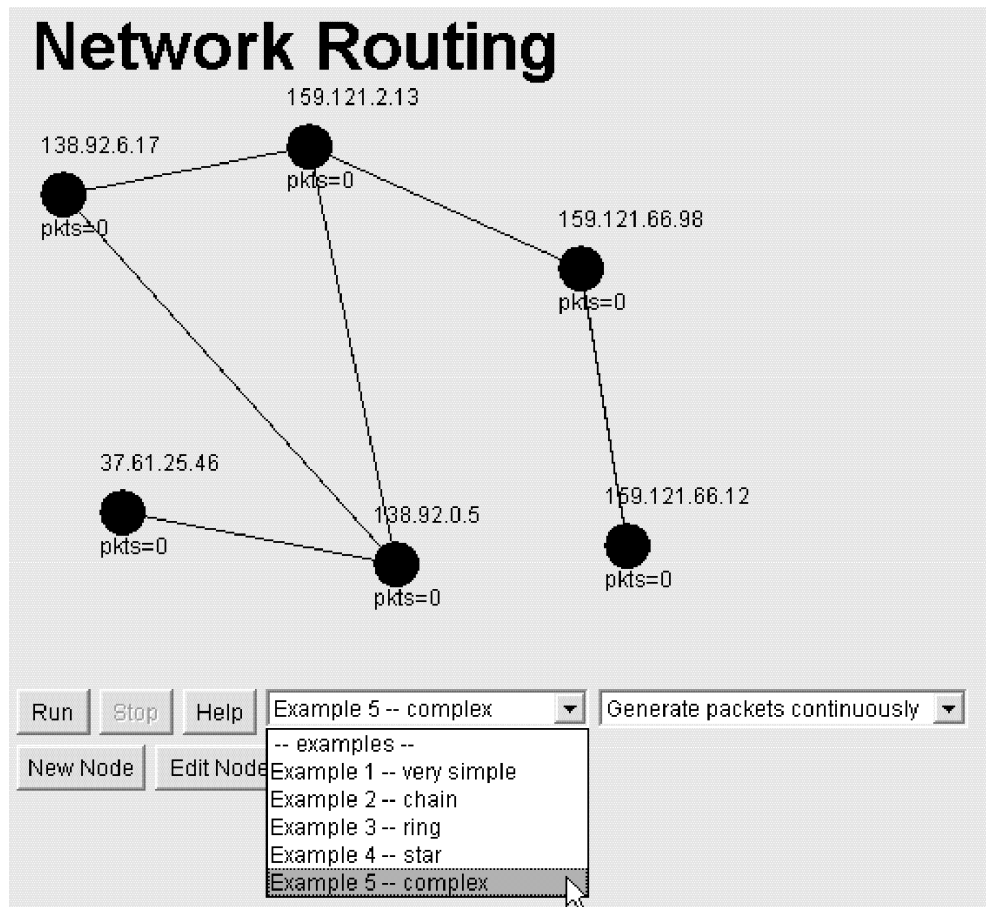 Network Routing
159.121.2.13
138.92.6.17
pkts=0
pkts=0
159.121.66.98
pkts=0
37.61.25.46
pkts=0
138.92.0.5
pkts=0
159.121.66.12
pkts=0
Run Stop Help Example 5 -- complex Generate packets continuously
New Node Edit Node
-- examples --
Example 1 -- very simple
Example 2 -- chain
Example 3 -- ring
Example 4 -- star
Example 5 -- complex